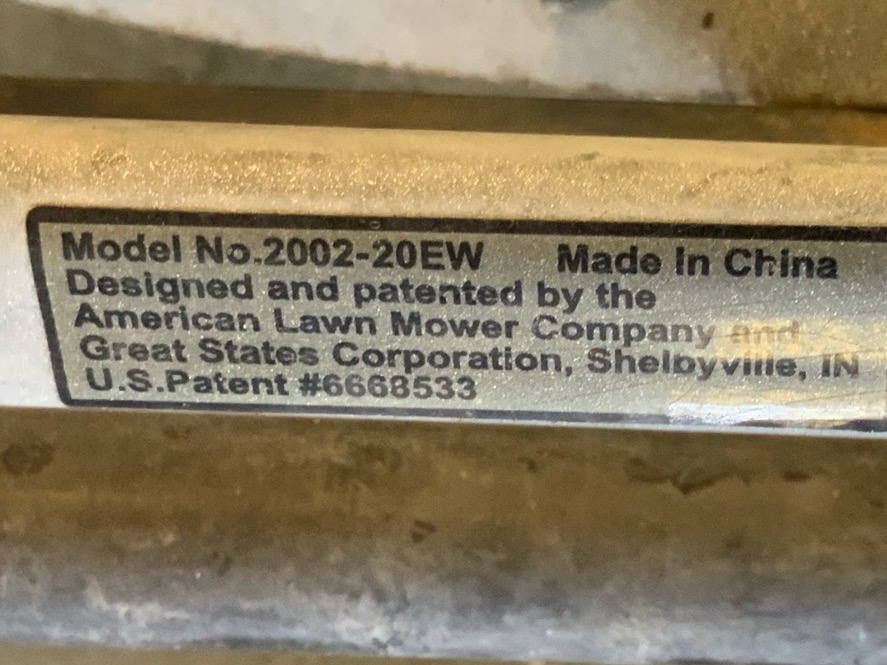 Model No.2002-20EW Made In China
Designed and patented by the
American Lawn Mower Company and
Great States Corporation, Shelbyville, IN
U.S.Patent #6668533